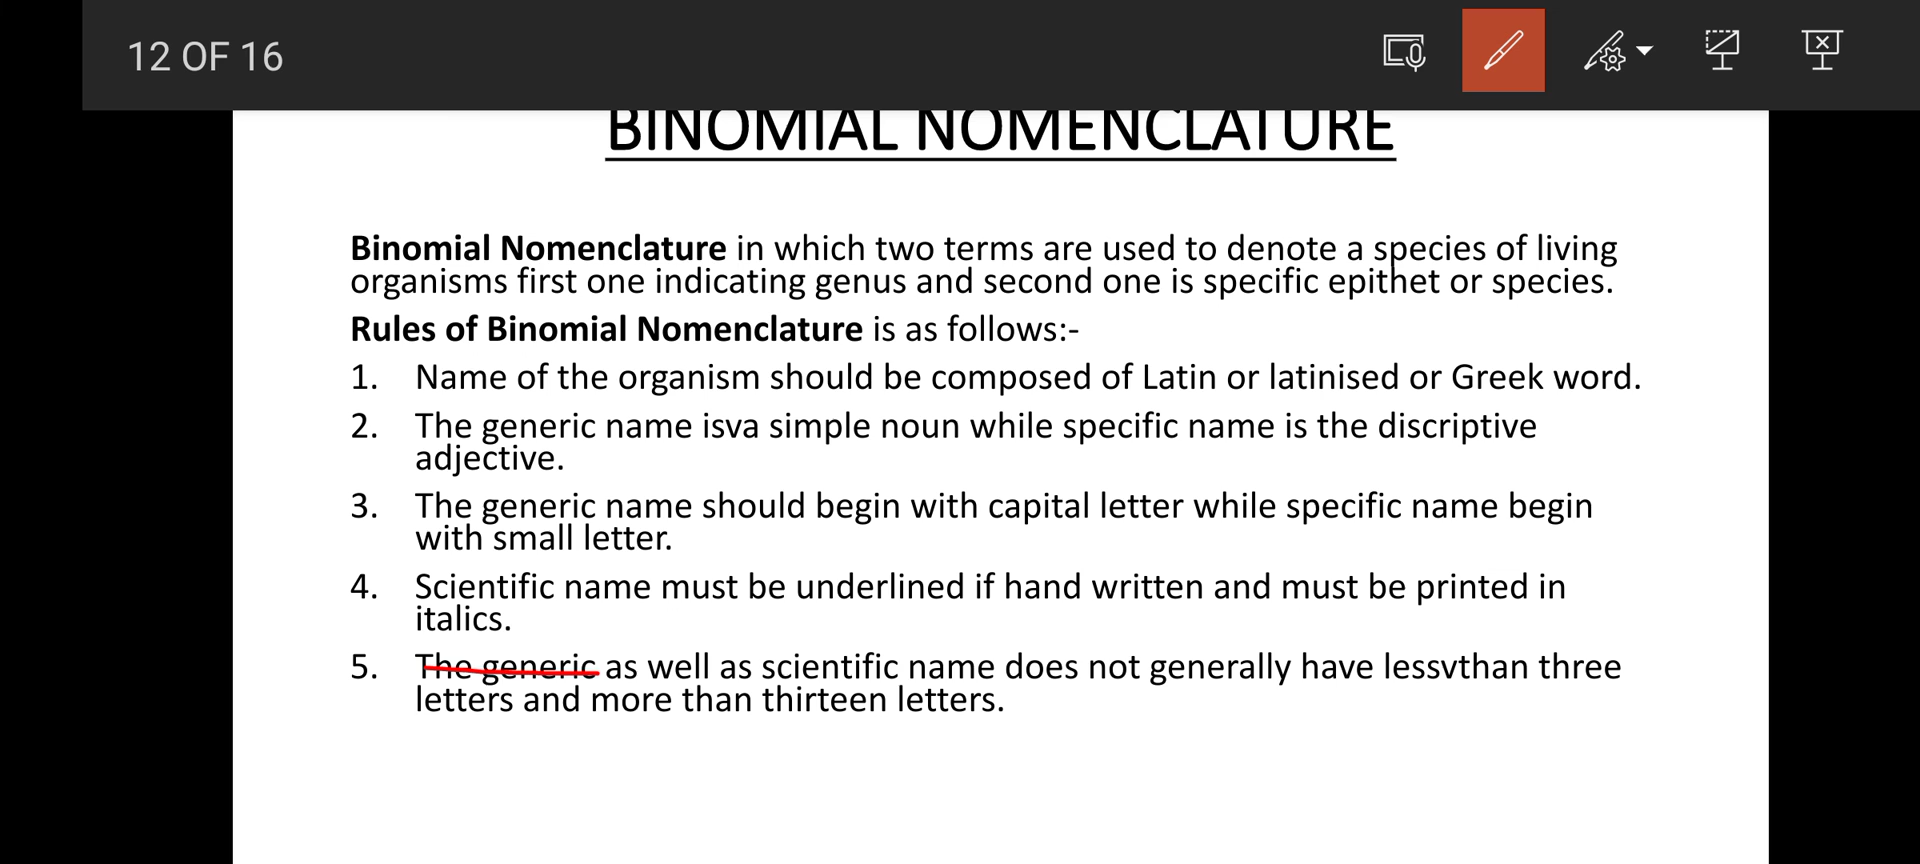 12 OF 16
BINOMIAL NOMENCLATURE
Binomial Nomenclature in which two terms are used to denote a species of living
organisms first one indicating genus and second one is specific epithet or species.
Rules of Binomial Nomenclature is as follows:-
1. Name of the organism should be composed of Latin or latinised or Greek word.
2. The generic name isva simple noun while specific name is the discriptive
adjective.
3. The generic name should begin with capital letter while specific name begin
with small letter.
4. Scientific name must be underlined if hand written and must be printed in
italics.
5. The generic as well as scientific name does not generally have lessvthan three
letters and more than thirteen letters.